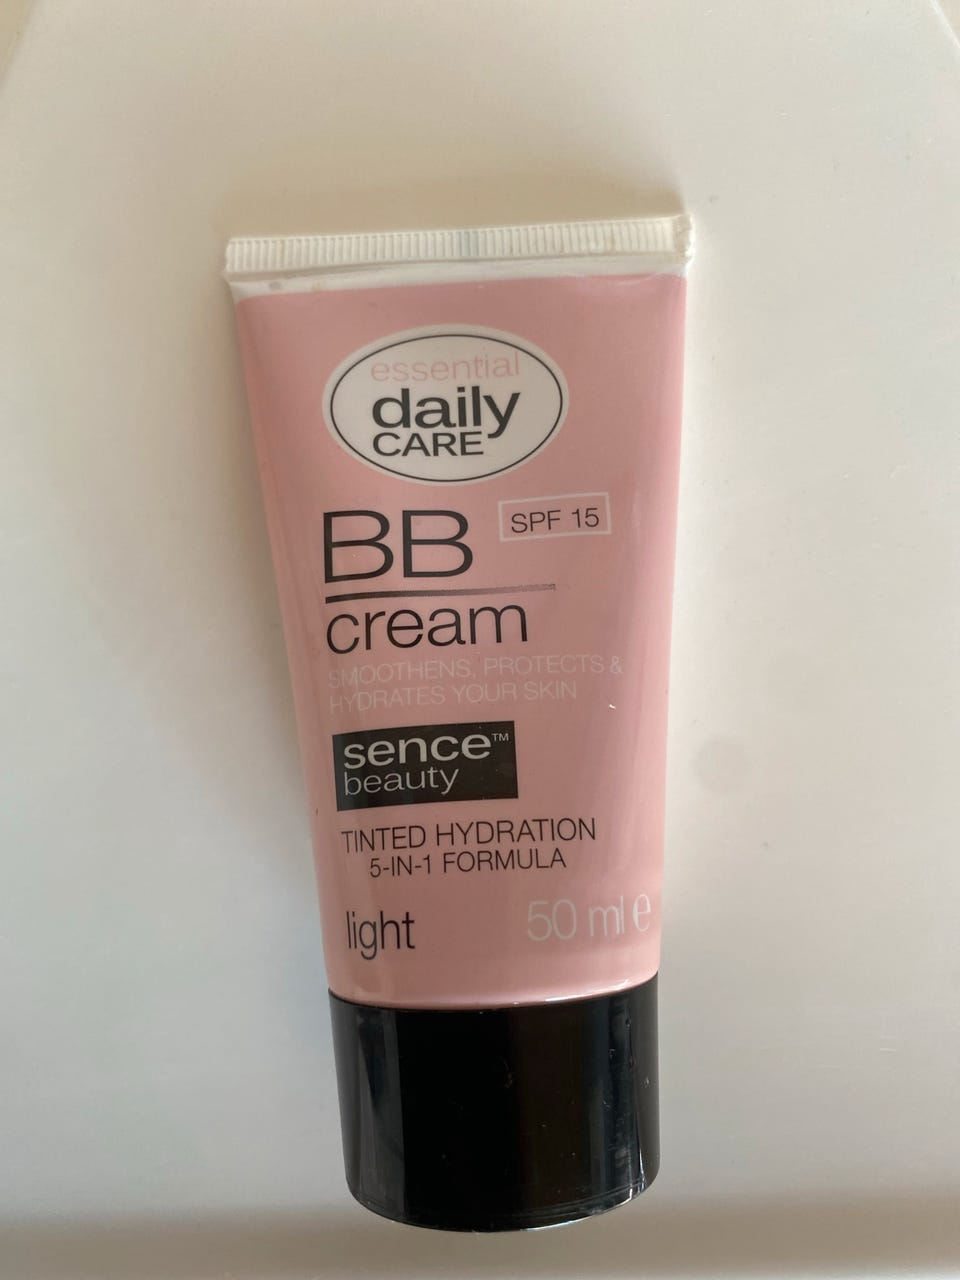 essential
daily
CARE
BB
SPF 15
cream
SMOOTHENS, PROTECTS &
HYDRATES YOUR SKIN
sence™
beauty
TINTED HYDRATION
5-IN-1 FORMULA
light
50 ml e